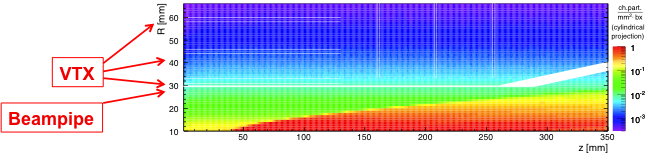 VTX
Beampipe
R [mm]
60
50
40
30
20
10
50
100
150
200
250
300
350
z [mm]
ch.part.
mm² bx
(cylindrical
projection)
1
10⁻¹
10⁻²
10⁻³